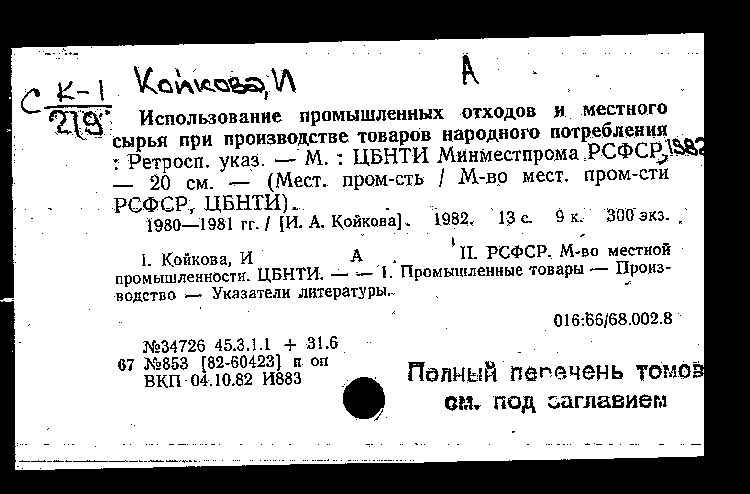 Койкова, И А
С К-1
219
Использование промышленных отходов и местного
сырья при производстве товаров народного потребления
: Ретросп. указ. — М. : ЦБНТИ Минместпрома РСФСР, 1982
— 20 см. — (Мест. пром-сть / М-во мест. пром-сти
РСФСР, ЦБНТИ).
1980—1981 гг. / [И. А. Койкова]. 1982. 13 с. 9 к. 300 экз.
I. Койкова, И А II. РСФСР. М-во местной
промышленности. ЦБНТИ. — — 1. Промышленные товары — Произ-
водство — Указатели литературы.
016:66/68.002.8
№34726 45.3.1.1 + 31.6
67 №853 [82-60423] п оп
ВКП 04.10.82 И883
Полный перечень томов
см. под заглавием